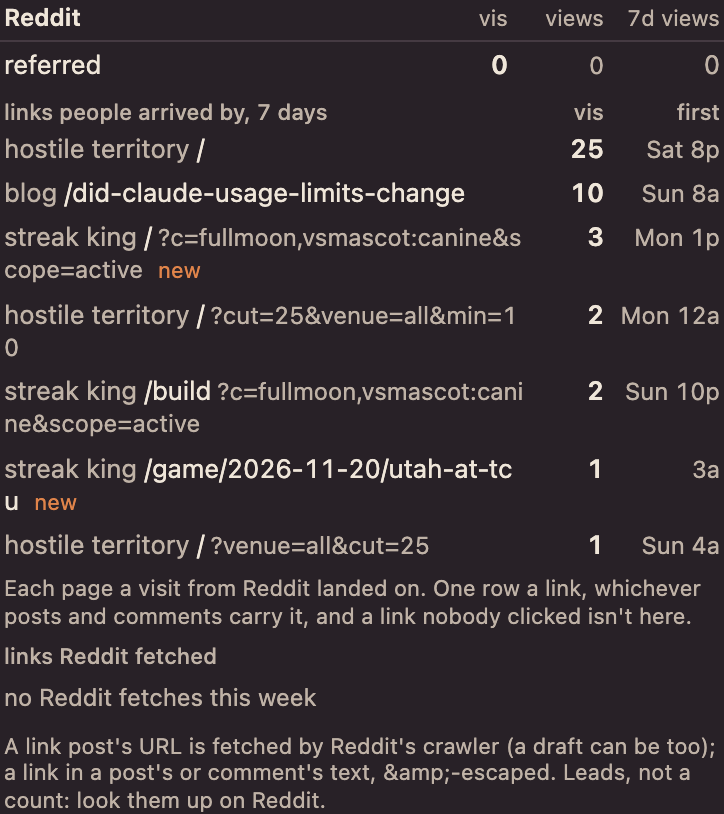 Reddit vis views 7d views
referred 0 0 0
links people arrived by, 7 days vis first
hostile territory / 25 Sat 8p
blog /did-claude-usage-limits-change 10 Sun 8a
streak king / ?c=fullmoon,vsmascot:canine&s 3 Mon 1p
cope=active new
hostile territory / ?cut=25&venue=all&min=1 2 Mon 12a
0
streak king /build ?c=fullmoon,vsmascot:cani 2 Sun 10p
ne&scope=active
streak king /game/2026-11-20/utah-at-tc 1 3a
u new
hostile territory / ?venue=all&cut=25 1 Sun 4a
Each page a visit from Reddit landed on. One row a link, whichever
posts and comments carry it, and a link nobody clicked isn't here.
links Reddit fetched
no Reddit fetches this week
A link post's URL is fetched by Reddit's crawler (a draft can be too);
a link in a post's or comment's text, &amp;-escaped. Leads, not a
count: look them up on Reddit.